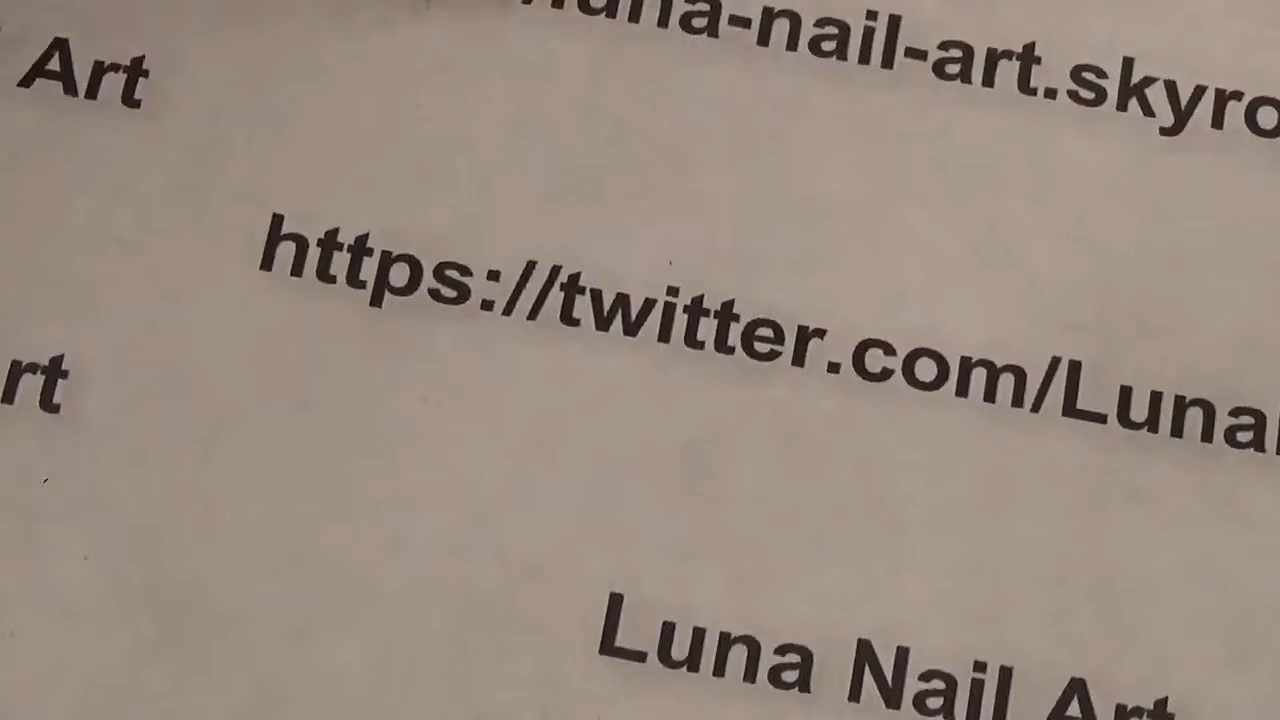 luna-nail-art.skyro
Art
https://twitter.com/Luna
rt
Luna Nail Art